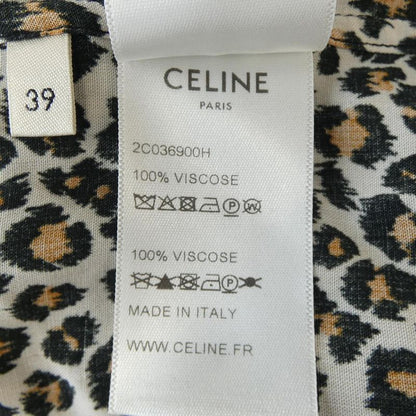 39
CELINE
PARIS
2C036900H
100% VISCOSE
P W
100% VISCOSE
P
MADE IN ITALY
WWW.CELINE.FR